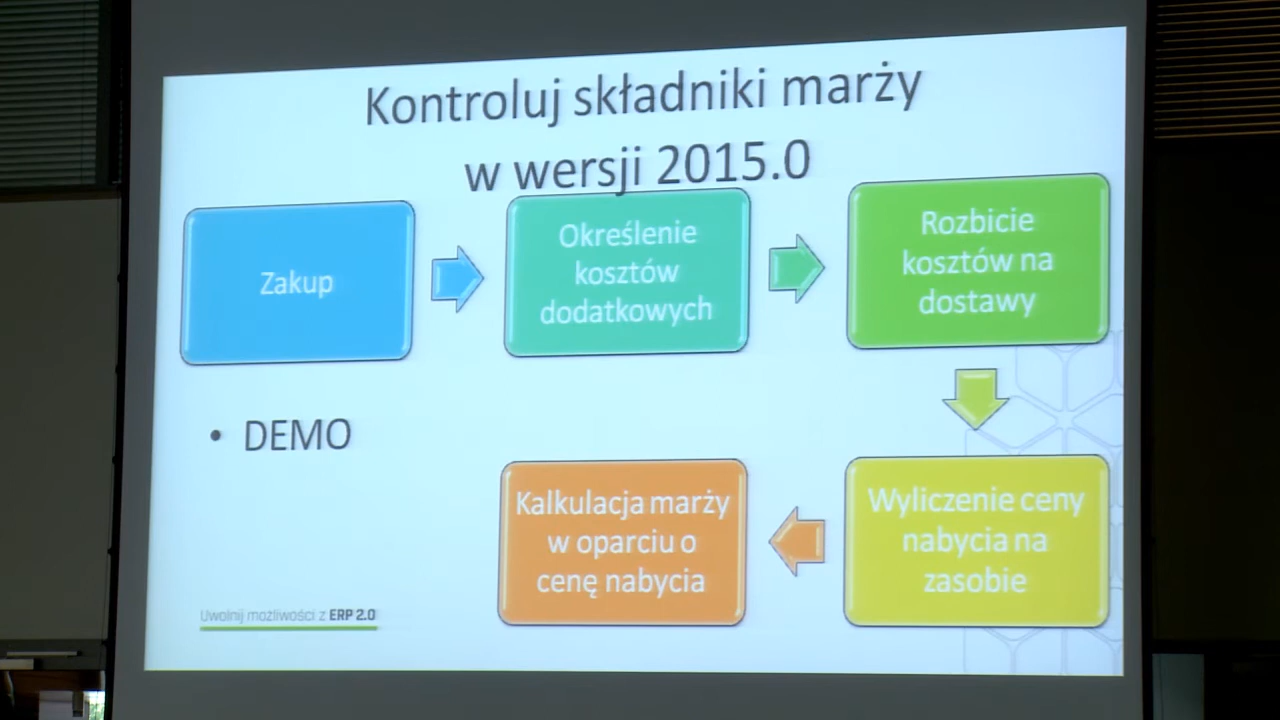 Kontroluj składniki marży
w wersji 2015.0
Zakup
Określenie
kosztów
dodatkowych
Rozbicie
kosztów na
dostawy
• DEMO
Kalkulacja marży
w oparciu o
cenę nabycia
Wyliczenie ceny
nabycia na
zasobie
Uwolnij możliwości z ERP 2.0